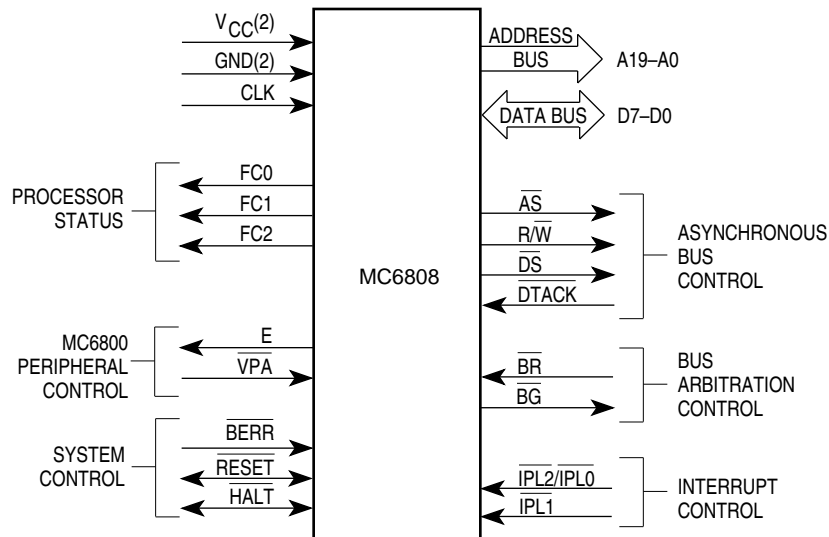 VCC(2)
GND(2)
CLK
PROCESSOR
STATUS
FC0
FC1
FC2
MC6800
PERIPHERAL
CONTROL
E
VPA
SYSTEM
CONTROL
BERR
RESET
HALT
MC6808
ADDRESS
BUS
A19–A0
DATA BUS
D7–D0
AS
R/W
DS
DTACK
ASYNCHRONOUS
BUS
CONTROL
BR
BG
BUS
ARBITRATION
CONTROL
IPL2/IPL0
IPL1
INTERRUPT
CONTROL